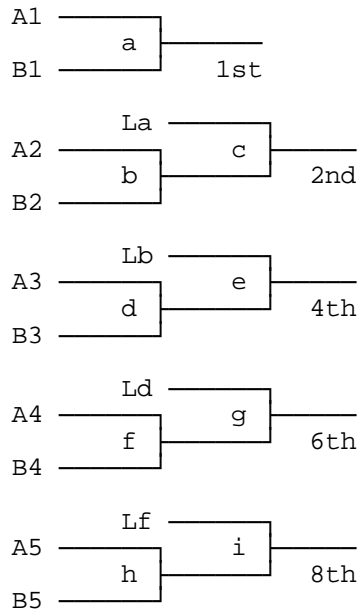 A1
a
B1 1st
La
A2 c
b 2nd
B2
Lb
A3 e
d 4th
B3
Ld
A4 g
f 6th
B4
Lf
A5 i
h 8th
B5